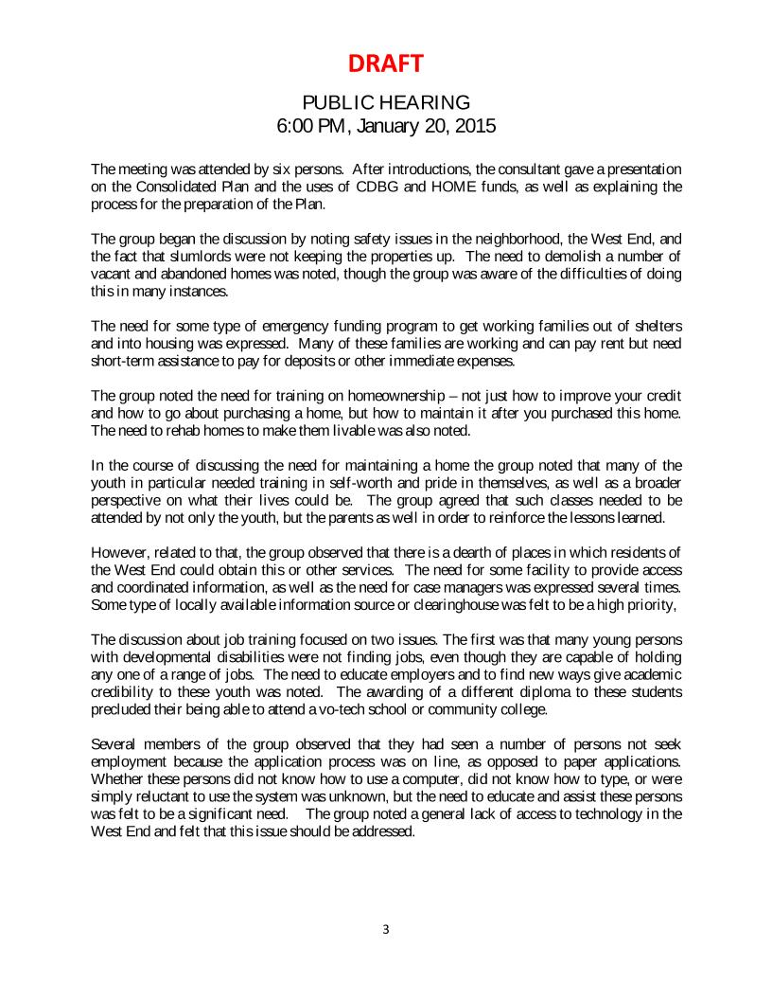 DRAFT
PUBLIC HEARING
6:00 PM, January 20, 2015
The meeting was attended by six persons. After introductions, the consultant gave a presentation
on the Consolidated Plan and the uses of CDBG and HOME funds, as well as explaining the
process for the preparation of the Plan.
The group began the discussion by noting safety issues in the neighborhood, the West End, and
the fact that slumlords were not keeping the properties up. The need to demolish a number of
vacant and abandoned homes was noted, though the group was aware of the difficulties of doing
this in many instances.
The need for some type of emergency funding program to get working families out of shelters
and into housing was expressed. Many of these families are working and can pay rent but need
short-term assistance to pay for deposits or other immediate expenses.
The group noted the need for training on homeownership – not just how to improve your credit
and how to go about purchasing a home, but how to maintain it after you purchased this home.
The need to rehab homes to make them livable was also noted.
In the course of discussing the need for maintaining a home the group noted that many of the
youth in particular needed training in self-worth and pride in themselves, as well as a broader
perspective on what their lives could be. The group agreed that such classes needed to be
attended by not only the youth, but the parents as well in order to reinforce the lessons learned.
However, related to that, the group observed that there is a dearth of places in which residents of
the West End could obtain this or other services. The need for some facility to provide access
and coordinated information, as well as the need for case managers was expressed several times.
Some type of locally available information source or clearinghouse was felt to be a high priority,
The discussion about job training focused on two issues. The first was that many young persons
with developmental disabilities were not finding jobs, even though they are capable of holding
any one of a range of jobs. The need to educate employers and to find new ways give academic
credibility to these youth was noted. The awarding of a different diploma to these students
precluded their being able to attend a vo-tech school or community college.
Several members of the group observed that they had seen a number of persons not seek
employment because the application process was on line, as opposed to paper applications.
Whether these persons did not know how to use a computer, did not know how to type, or were
simply reluctant to use the system was unknown, but the need to educate and assist these persons
was felt to be a significant need. The group noted a general lack of access to technology in the
West End and felt that this issue should be addressed.
3